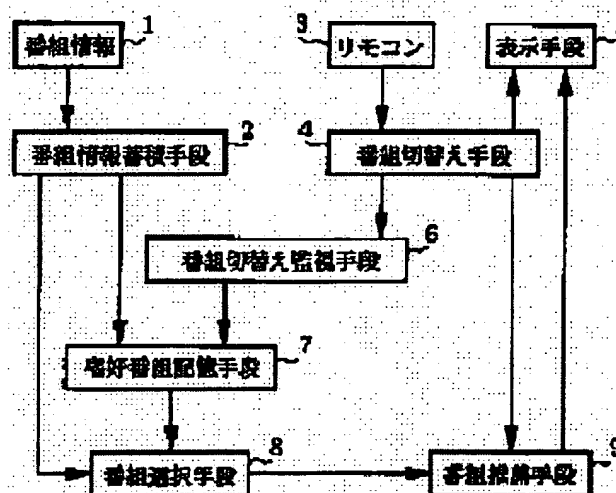 番組情報
1
3
リモコン
表示手段
番組情報蓄積手段
2
4
番組切替え手段
番組切替え監視手段
6
嗜好番組記憶手段
7
番組選択手段
8
番組推薦手段
9